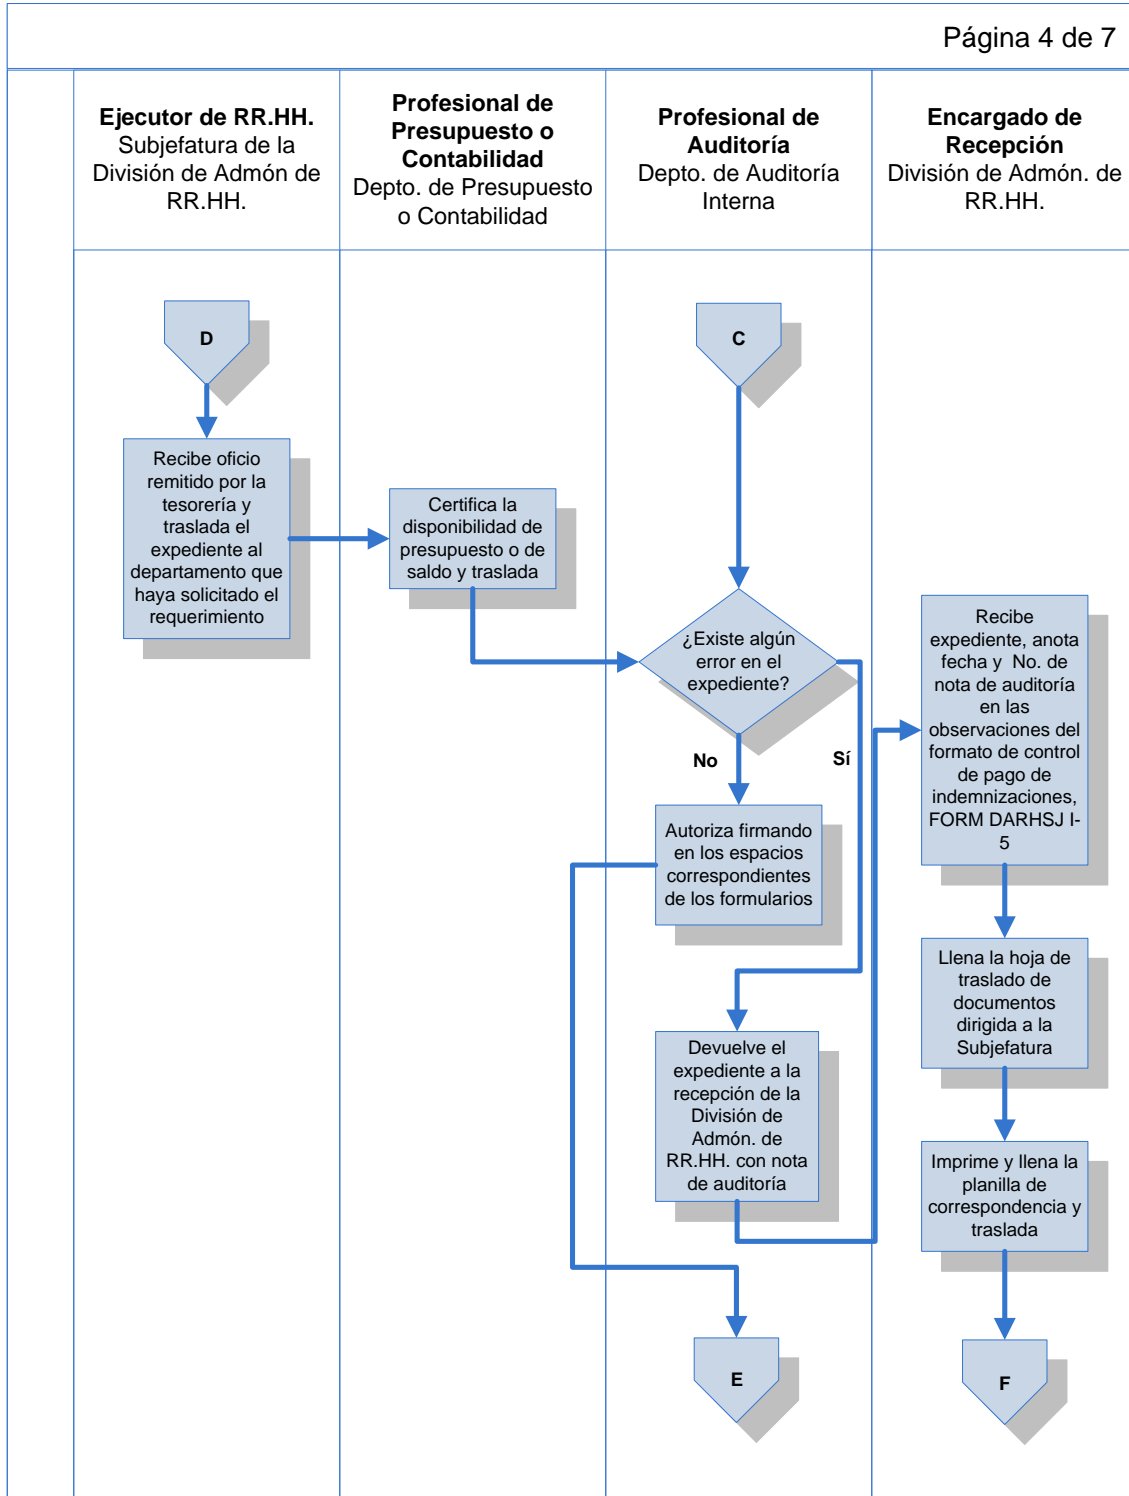 Página 4 de 7
Ejecutor de RR.HH.
Subjefatura de la
División de Admón de
RR.HH.
Profesional de
Presupuesto o
Contabilidad
Depto. de Presupuesto
o Contabilidad
Profesional de
Auditoría
Depto. de Auditoría
Interna
Encargado de
Recepción
División de Admón. de
RR.HH.
D
C
Recibe oficio
remitido por la
tesorería y
traslada el
expediente al
departamento que
haya solicitado el
requerimiento
Certifica la
disponibilidad de
presupuesto o de
saldo y traslada
¿Existe algún
error en el
expediente?
No
Sí
Autoriza firmando
en los espacios
correspondientes
de los formularios
Devuelve el
expediente a la
recepción de la
División de
Admón. de
RR.HH. con nota
de auditoría
Recibe
expediente, anota
fecha y  No. de
nota de auditoría
en las
observaciones del
formato de control
de pago de
indemnizaciones,
FORM DARHSJ I-
5
Llena la hoja de
traslado de
documentos
dirigida a la
Subjefatura
Imprime y llena la
planilla de
correspondencia y
traslada
E
F